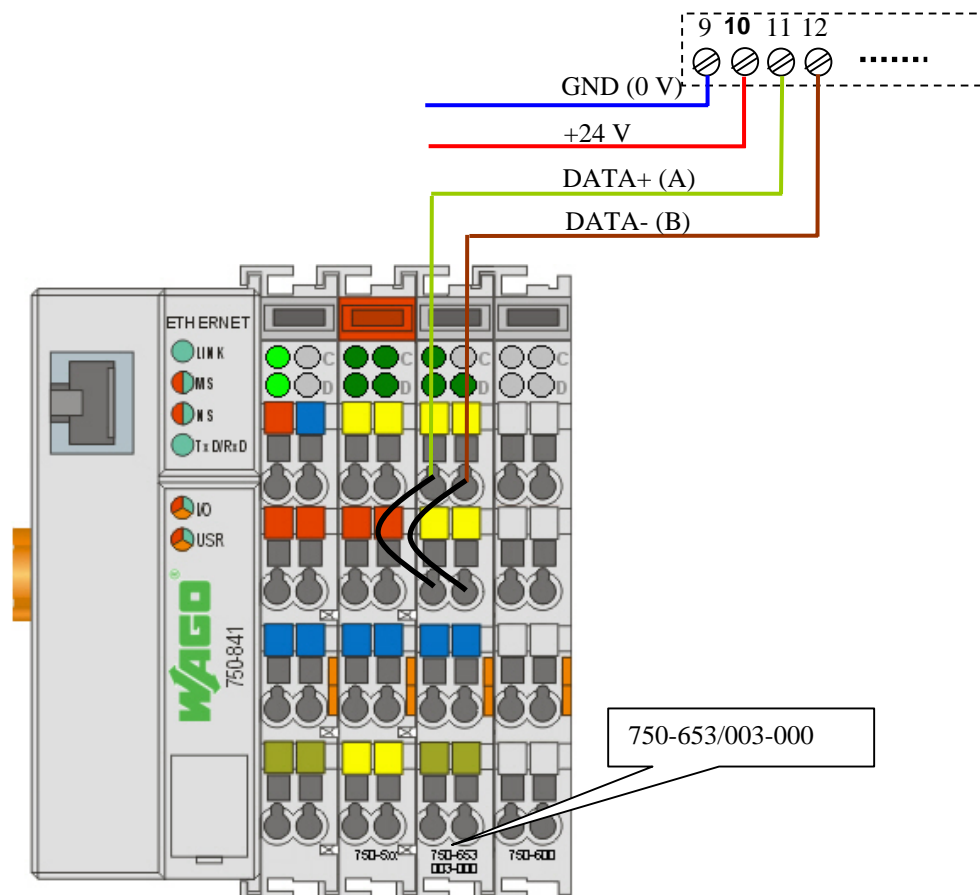 9 10 11 12 .......
GND (0 V)
+24 V
DATA+ (A)
DATA- (B)
ETHERNET
LINK
MS
NS
TxD/RxD
C
D
C
D
C
D
C
D
I/O
USR
WAGO®
750-841
750-653/003-000
750-5xx
750-653
003-000
750-600